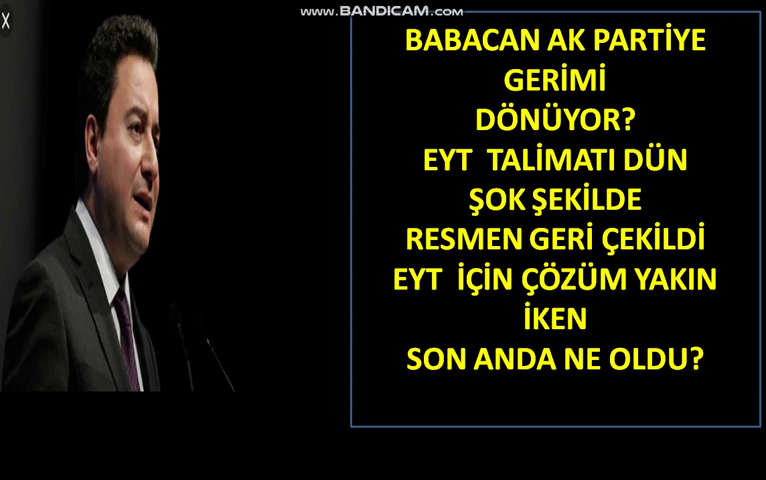 www.BANDICAM.com
BABACAN AK PARTİYE
GERİMİ
DÖNÜYOR?
EYT TALİMATI DÜN
ŞOK ŞEKİLDE
RESMEN GERİ ÇEKİLDİ
EYT İÇİN ÇÖZÜM YAKIN
İKEN
SON ANDA NE OLDU?